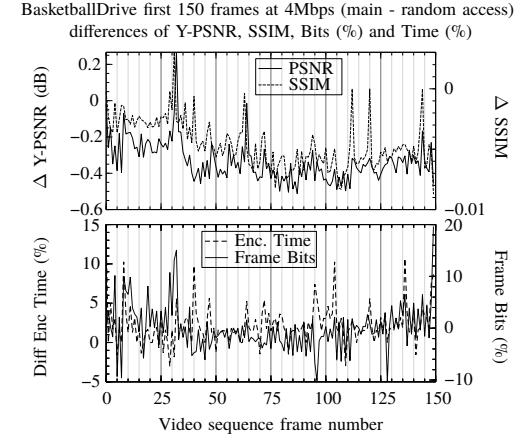 BasketballDrive first 150 frames at 4Mbps (main - random access)
differences of Y-PSNR, SSIM, Bits (%) and Time (%)
Δ Y-PSNR (dB)
0.2
0
−0.2
−0.4
−0.6
PSNR
SSIM
0
−0.01
Δ SSIM
Diff Enc Time (%)
15
10
5
0
−5
Enc. Time
Frame Bits
20
10
0
−10
Frame Bits (%)
0 25 50 75 100 125 150
Video sequence frame number